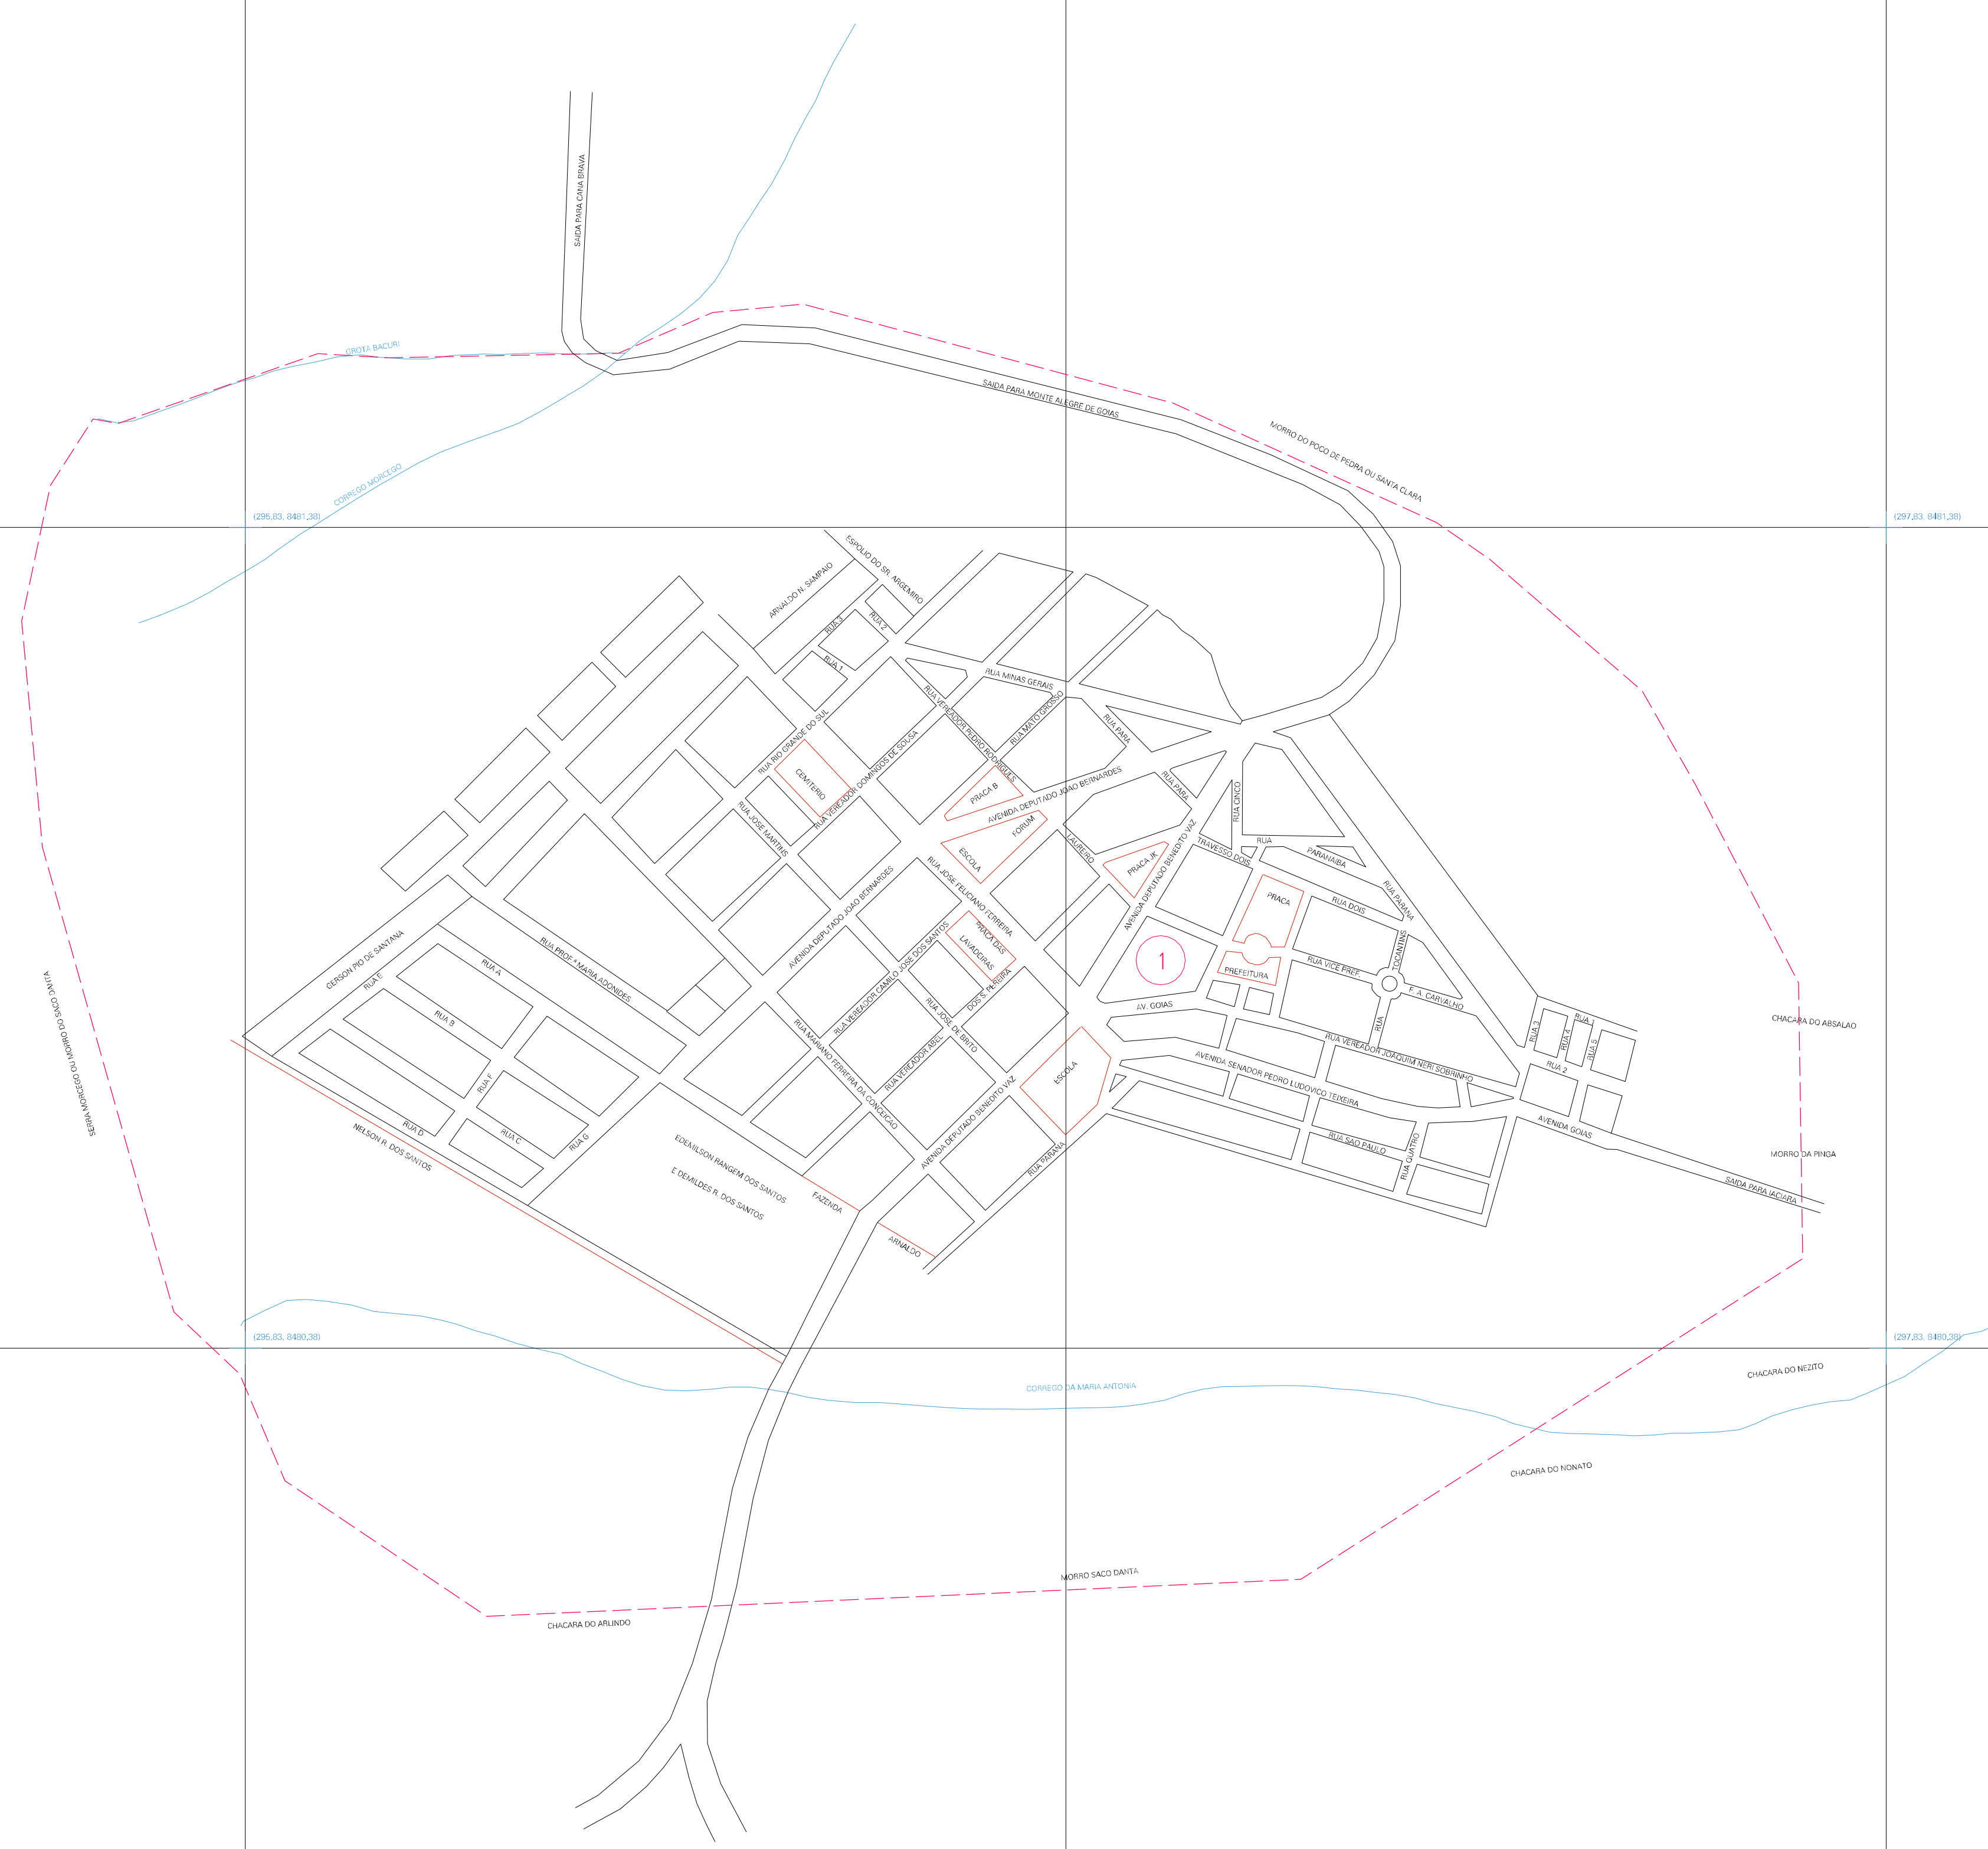 SAIDA PARA CANA BRAVA
GROTA BACURI
SAIDA PARA MONTE ALEGRE DE GOIAS
MORRO DO POCO DE PEDRA OU SANTA CLARA
CORREGO MORCEGO
(295.83, 8481.38)
(297.83, 8481.38)
ESPOLIO DO SR. ARGEMIRO
ARNALDO N. SAMPAIO
RUA 3
RUA 2
RUA 1
RUA MINAS GERAIS
RUA VEREADOR PEDRO RODRIGUES
RUA MATO GROSSO
RUA PARA
RUA RIO GRANDE DO SUL
RUA VEREADOR DOMINGOS DE SOUSA
CEMITERIO
PRACA B
AVENIDA DEPUTADO JOAO BERNARDES
RUA PARA
RUA CINCO
RUA JOSE MARTINS
FORUM
ESCOLA
LAUREIRO
PRACA JK
AVENIDA DEPUTADO BENEDITO VAZ
TRAVESSO DOIS
RUA
PARANAIBA
RUA PARANA
RUA DOIS
PRACA
RUA JOSE FELICIANO FERREIRA
AVENIDA DEPUTADO JOAO BERNARDES
PRACA DAS
LAVADEIRAS
RUA VEREADOR CAMILO JOSE DOS SANTOS
DOS S. PEREIRA
GERSON PIO DE SANTANA
RUA PROF.ª MARIA ADONIDES
RUA A
RUA E
RUA B
1
PREFEITURA
RUA VICE PREF.
TOCANTINS
F. A. CARVALHO
RUA
AV. GOIAS
RUA JOSE DE BRITO
RUA MARIANO FERREIRA DA CONCEICAO
RUA VEREADOR ABEL
ESCOLA
RUA VEREADOR JOAQUIM NERI SOBRINHO
AVENIDA SENADOR PEDRO LUDOVICO TEIXEIRA
RUA 3
RUA 4
RUA 5
RUA 1
RUA 2
CHACARA DO ABSALAO
SERRA MORCEGO OU MORRO DO SACO DANTA
RUA F
RUA D
RUA C
RUA G
NELSON R. DOS SANTOS
AVENIDA DEPUTADO BENEDITO VAZ
RUA PARANA
RUA SAO PAULO
RUA QUATRO
AVENIDA GOIAS
MORRO DA PINGA
SAIDA PARA IACIARA
EDEMILSON RANGEM DOS SANTOS
E DEMILDES R. DOS SANTOS
FAZENDA
ARNALDO
(295.83, 8480.38)
(297.83, 8480.38)
CORREGO DA MARIA ANTONIA
CHACARA DO NEZITO
CHACARA DO NONATO
MORRO SACO DANTA
CHACARA DO ARLINDO